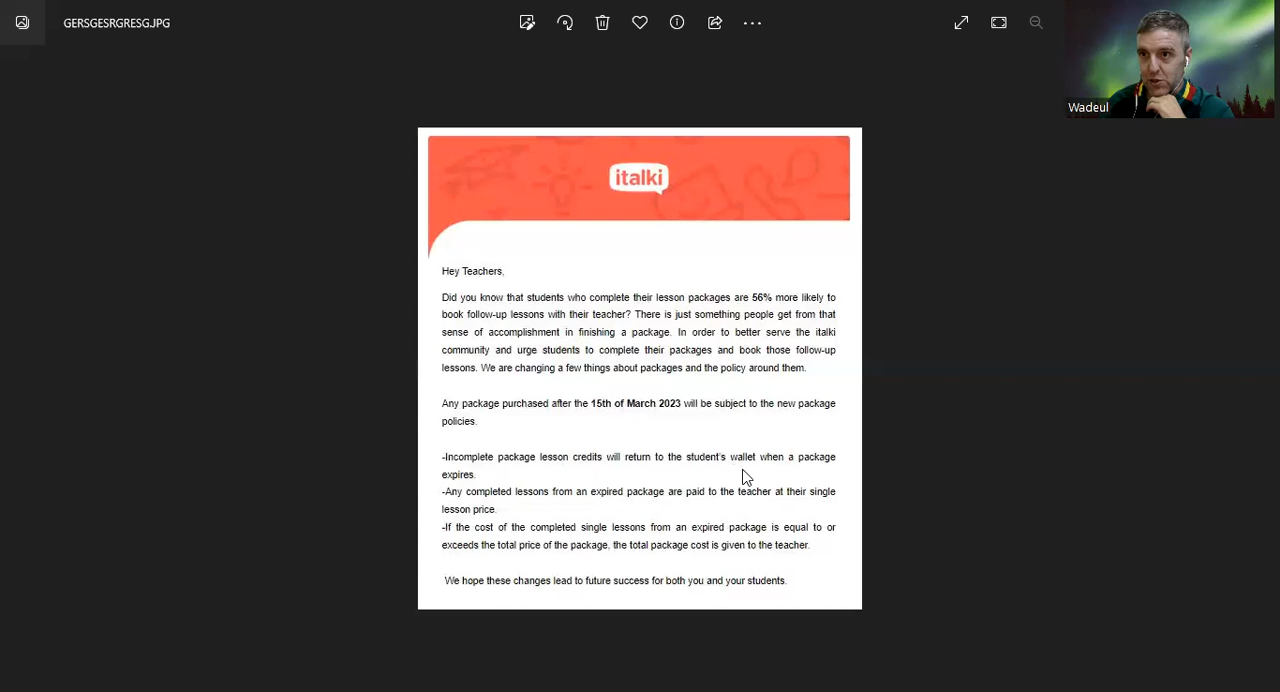 GERSGESRGRESG.JPG
Wadeul
italki
Hey Teachers,
Did you know that students who complete their lesson packages are 56% more likely to
book follow-up lessons with their teacher? There is just something people get from that
sense of accomplishment in finishing a package. In order to better serve the italki
community and urge students to complete their packages and book those follow-up
lessons. We are changing a few things about packages and the policy around them.
Any package purchased after the 15th of March 2023 will be subject to the new package
policies.
-Incomplete package lesson credits will return to the student's wallet when a package
expires.
-Any completed lessons from an expired package are paid to the teacher at their single
lesson price.
-If the cost of the completed single lessons from an expired package is equal to or
exceeds the total price of the package, the total package cost is given to the teacher.
We hope these changes lead to future success for both you and your students.